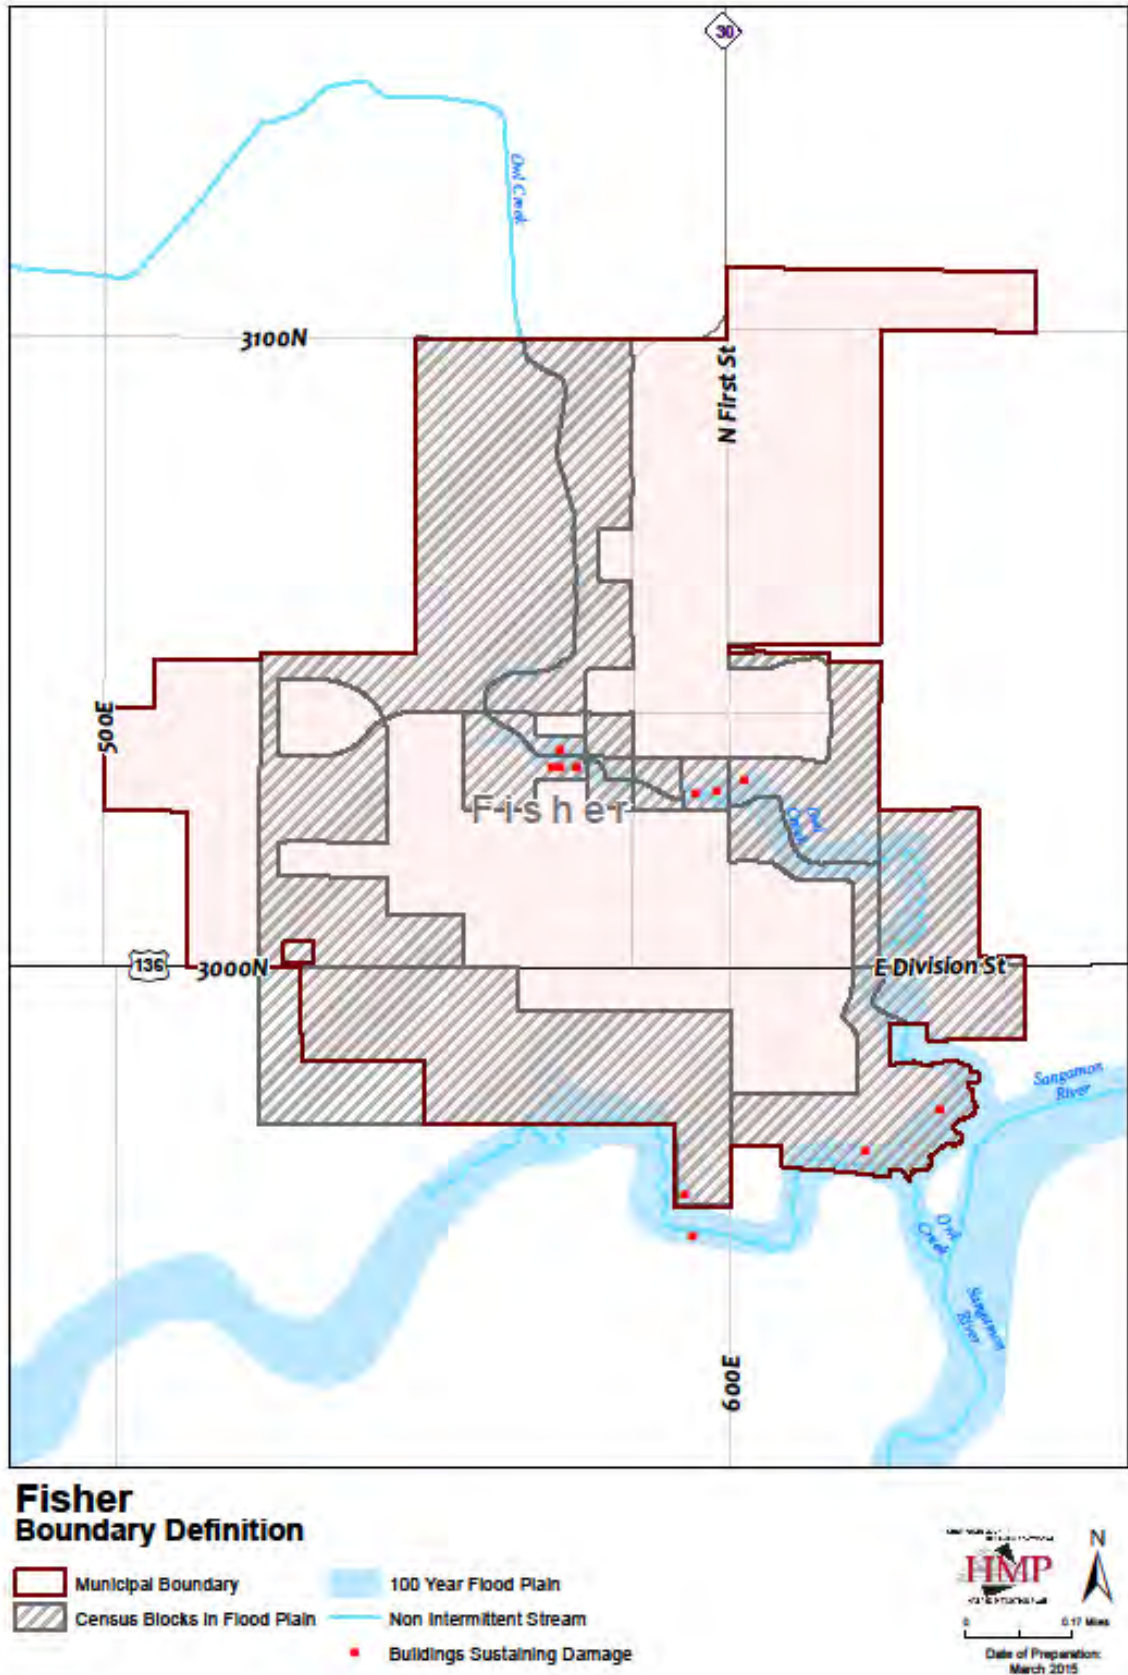 30
Owl Creek
3100N
N First St
500E
Fisher
Owl
Creek
136
3000N
E Division St
Sangamon
River
Owl
Creek
Sangamon
River
600E
Fisher
Boundary Definition
Municipal Boundary
100 Year Flood Plain
Census Blocks in Flood Plain
Non Intermittent Stream
Buildings Sustaining Damage
HMP
N
0
0.17 Miles
Date of Preparation:
March 2015